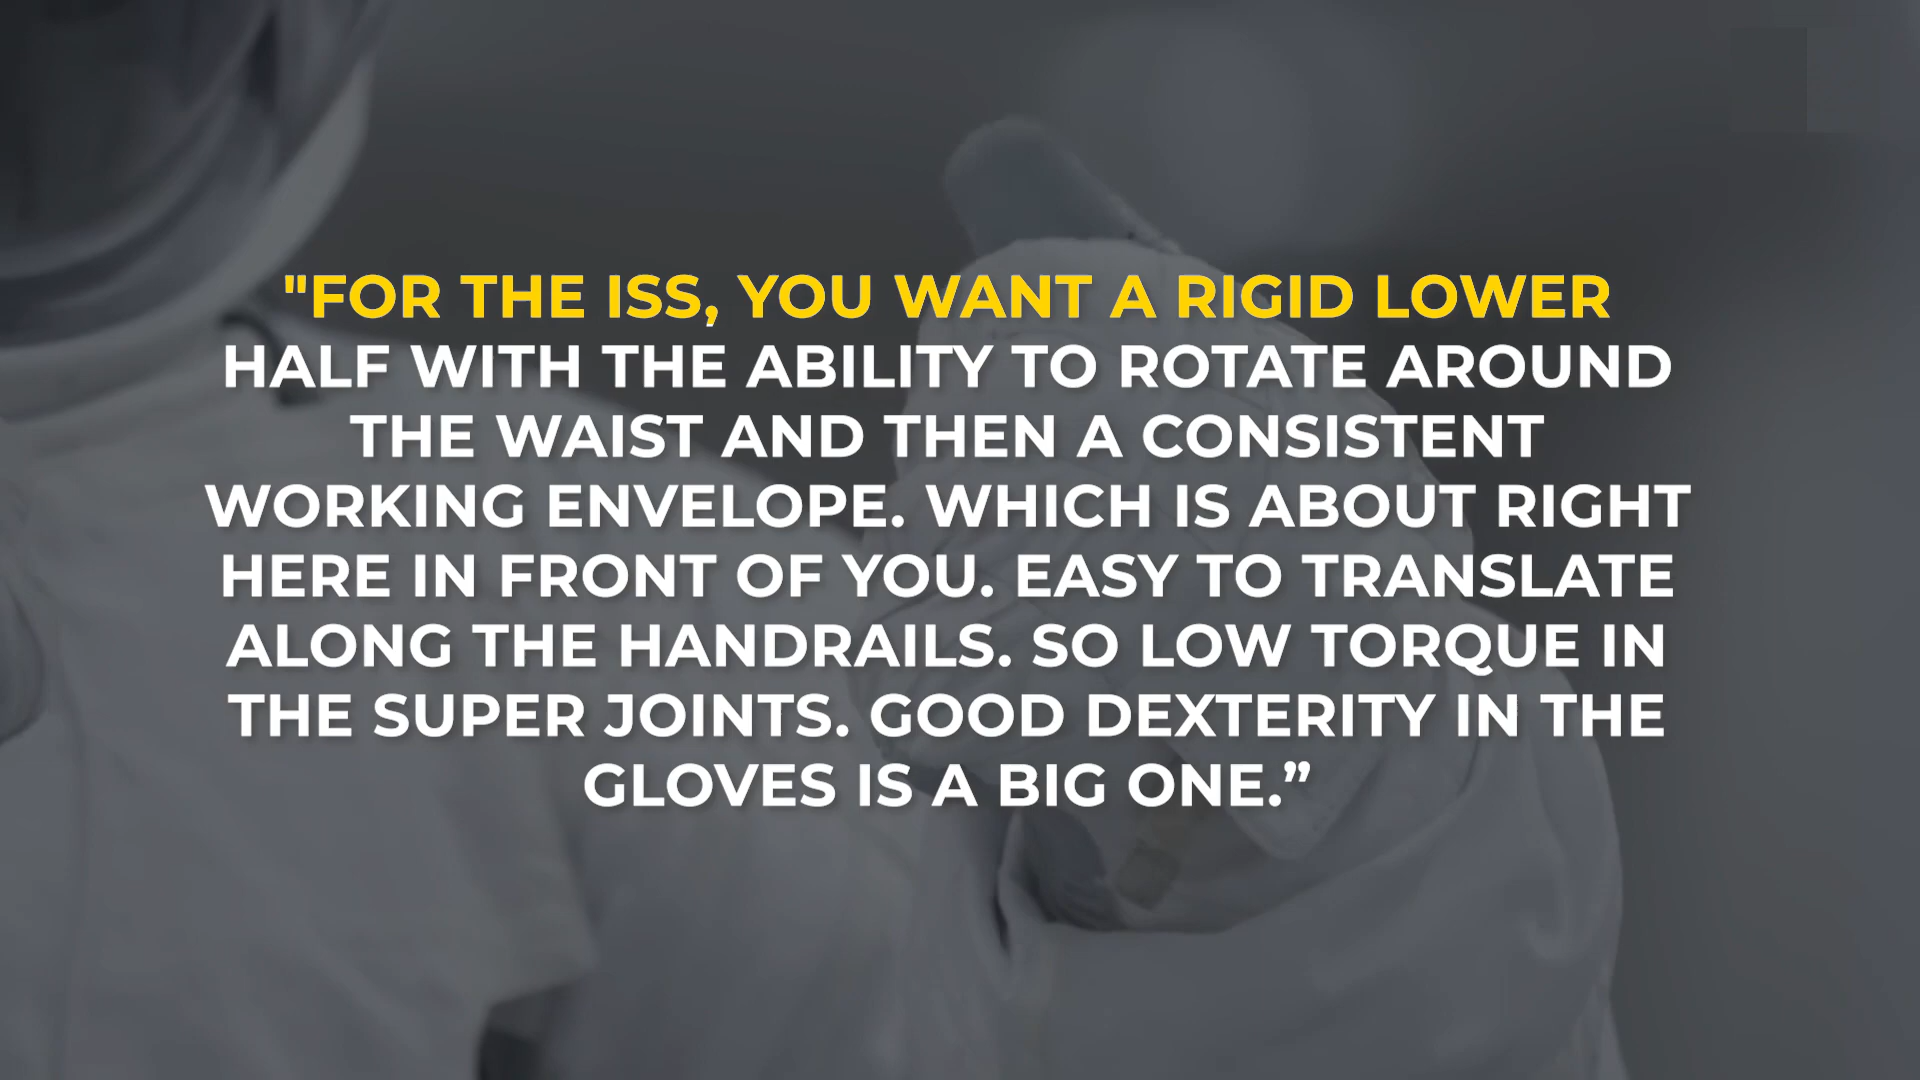 "FOR THE ISS, YOU WANT A RIGID LOWER
HALF WITH THE ABILITY TO ROTATE AROUND
THE WAIST AND THEN A CONSISTENT
WORKING ENVELOPE. WHICH IS ABOUT RIGHT
HERE IN FRONT OF YOU. EASY TO TRANSLATE
ALONG THE HANDRAILS. SO LOW TORQUE IN
THE SUPER JOINTS. GOOD DEXTERITY IN THE
GLOVES IS A BIG ONE.”